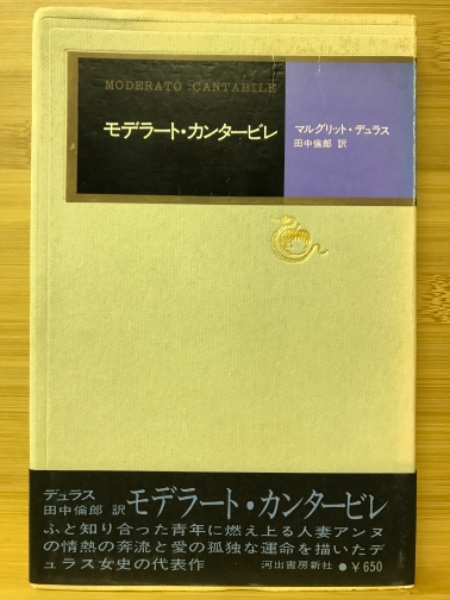 MODERATO CANTABILE
モデラート・カンタービレ
マルグリット・デュラス
田中倫郎 訳
デュラス
田中倫郎 訳
モデラート・カンタービレ
ふと知り合った青年に燃え上る人妻アンヌ
の情熱の奔流と愛の孤独な運命を描いたデ
ュラス女史の代表作
河出書房新社 ●¥650